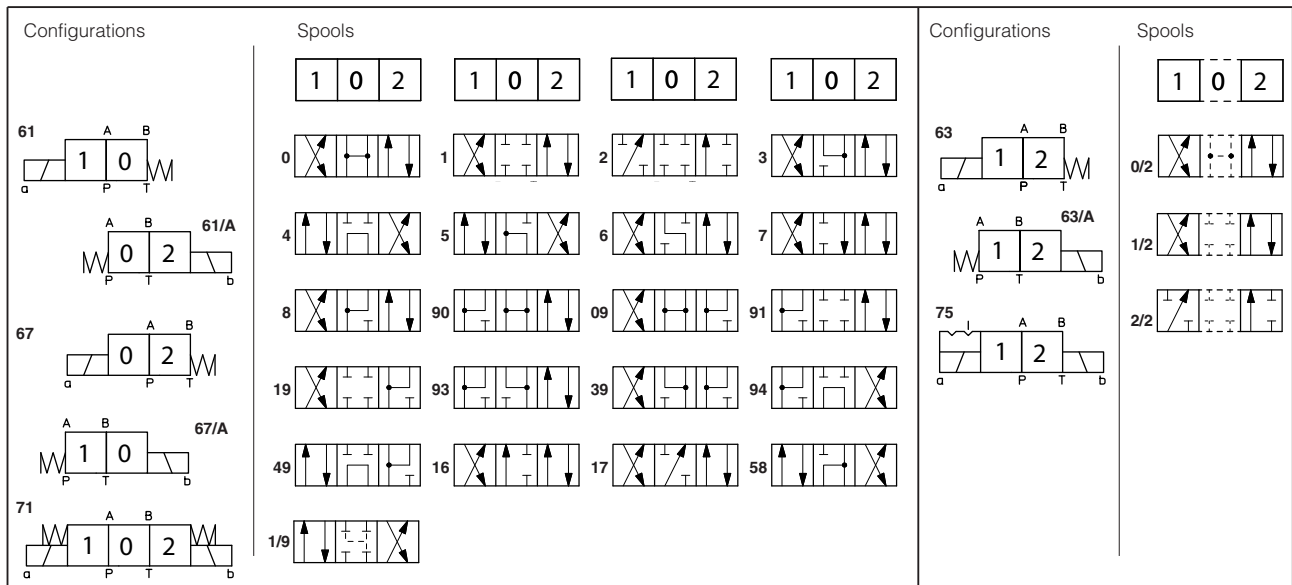 Configurations
Spools
1 0 2
1 0 2
1 0 2
1 0 2
61
A B
1 0
a P T
0
1
2
3
61/A
A B
0 2
P T b
4
5
6
7
67
A B
0 2
a P T
8
90
09
91
67/A
A B
1 0
P T b
19
93
39
94
49
16
17
58
71
A B
1 0 2
a P T b
1/9
Configurations
Spools
1 0 2
63
A B
1 2
a P T
0/2
63/A
A B
1 2
P T b
1/2
75
A B
1 2
a P T b
2/2